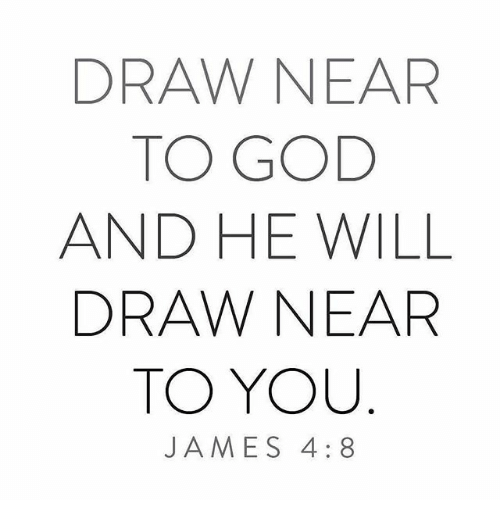 DRAW NEAR
TO GOD
AND HE WILL
DRAW NEAR
TO YOU.
JAMES 4:8